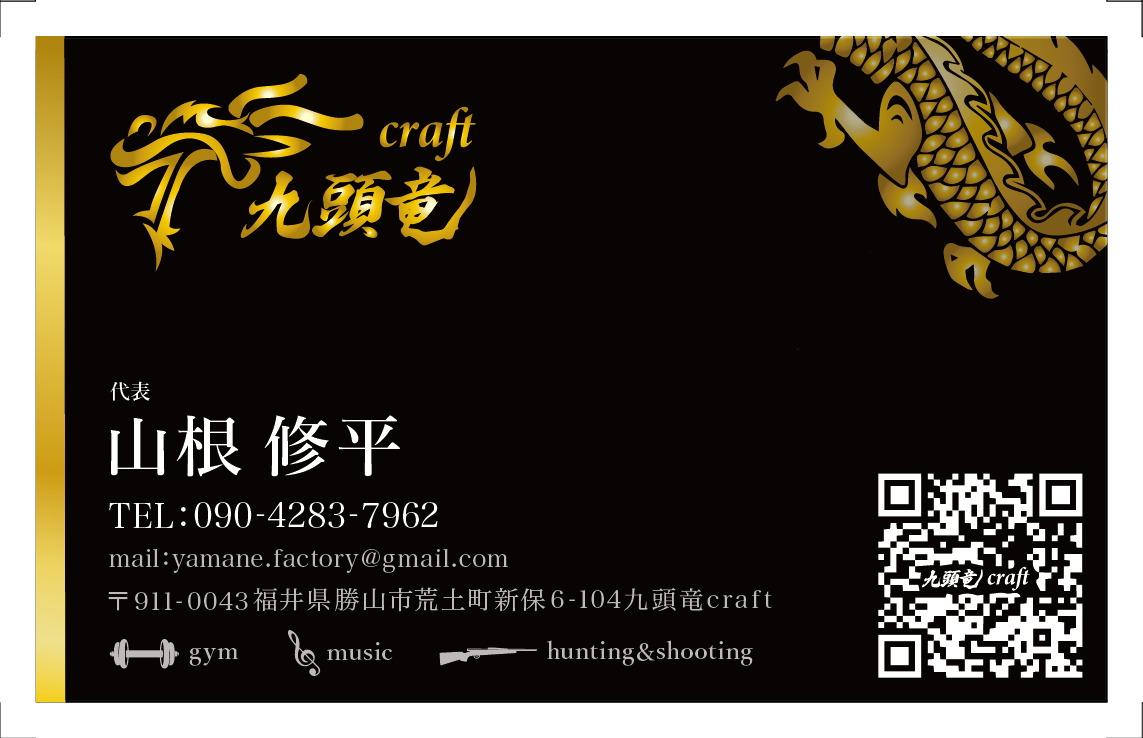 craft
九頭竜
代表
山根 修平
TEL:090-4283-7962
mail:yamane.factory@gmail.com
〒911-0043福井県勝山市荒土町新保6-104九頭竜craft
gym music hunting&shooting
九頭竜craft